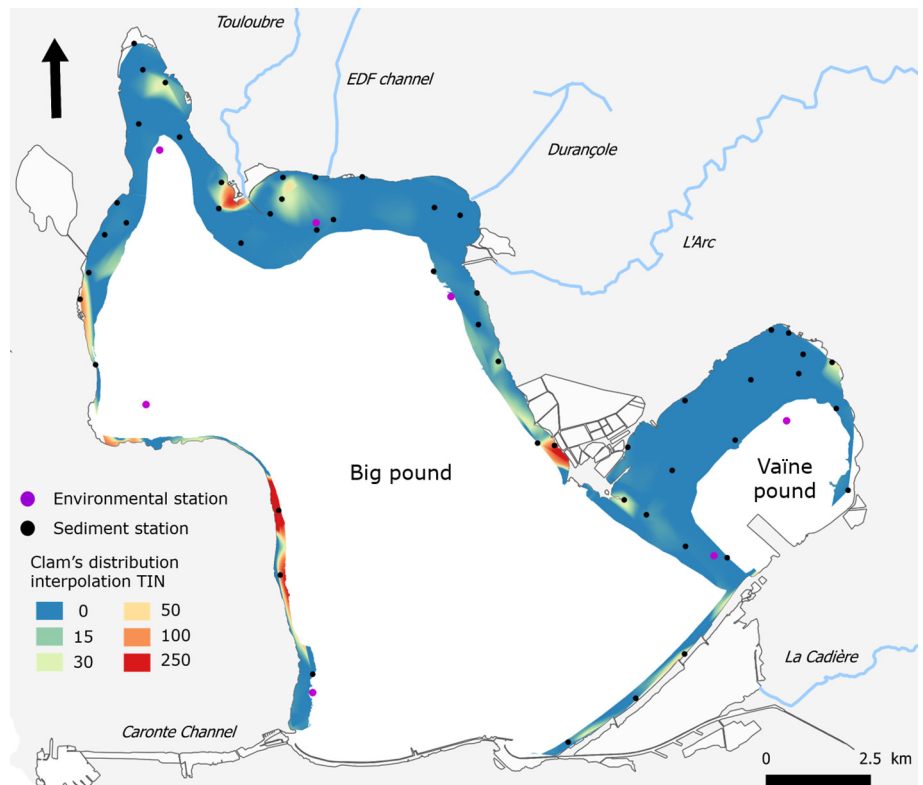 Touloubre
EDF channel
Durançole
L'Arc
Big pound
Vaïne
pound
Environmental station
Sediment station
Clam's distribution
interpolation TIN
0 50
15 100
30 250
La Cadière
Caronte Channel
0 2.5 km